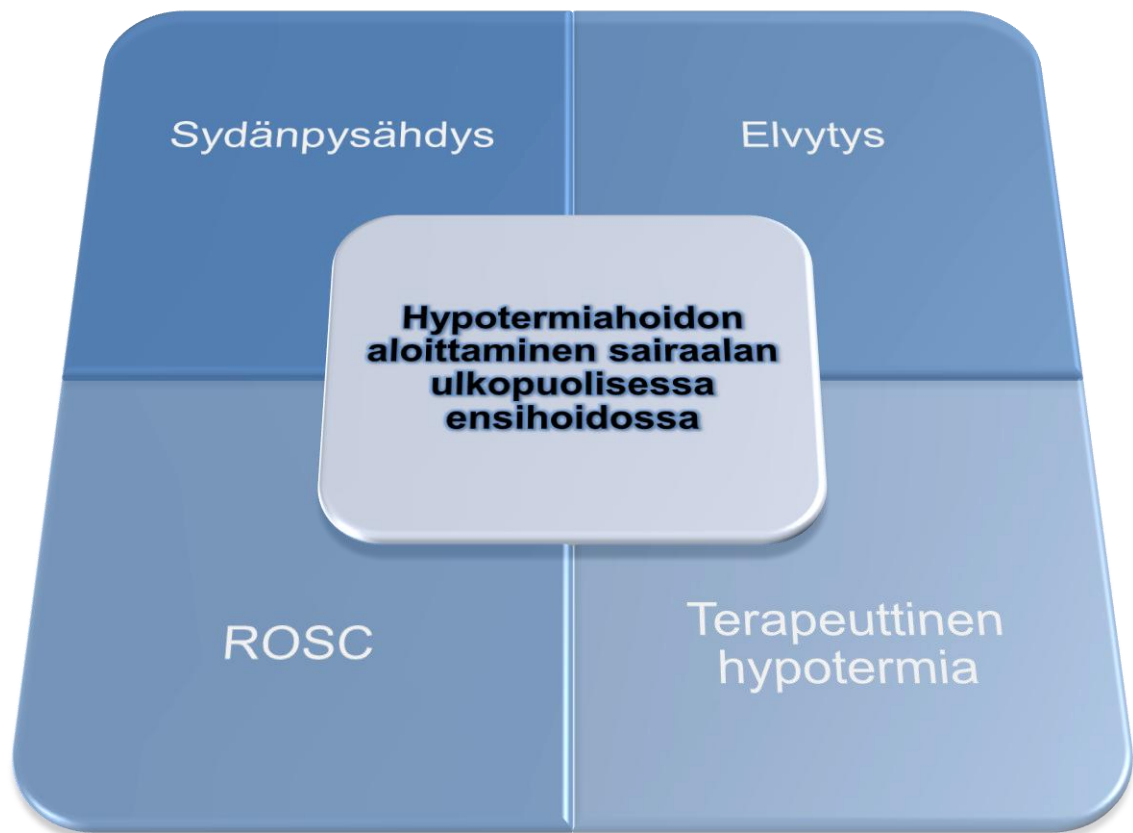 Sydänpysähdys
Elvytys
Hypotermiahoidon
aloittaminen sairaalan
ulkopuolisessa
ensihoidossa
ROSC
Terapeuttinen
hypotermia